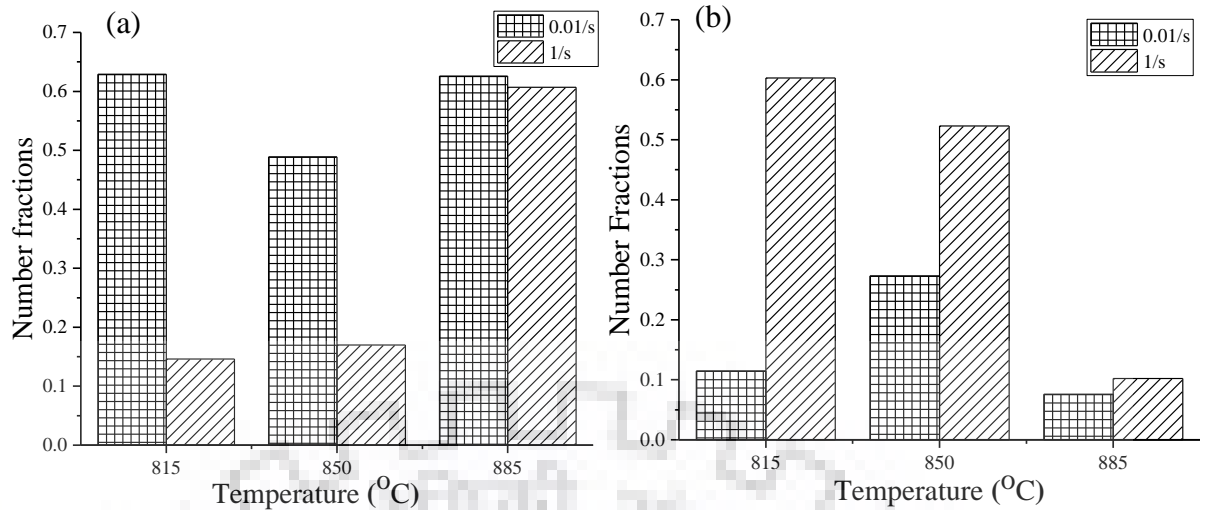 (a)
0.01/s
1/s
0.7
0.6
0.5
0.4
0.3
0.2
0.1
0.0
Number fractions
815
850
885
Temperature (°C)
(b)
0.01/s
1/s
0.7
0.6
0.5
0.4
0.3
0.2
0.1
0.0
Number Fractions
815
850
885
Temperature (°C)